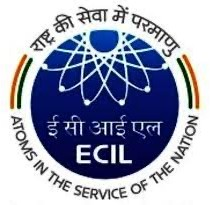 राष्ट्र की सेवा में परमाणु
ई सी आई एल
ECIL
ATOMS IN THE SERVICE OF THE NATION